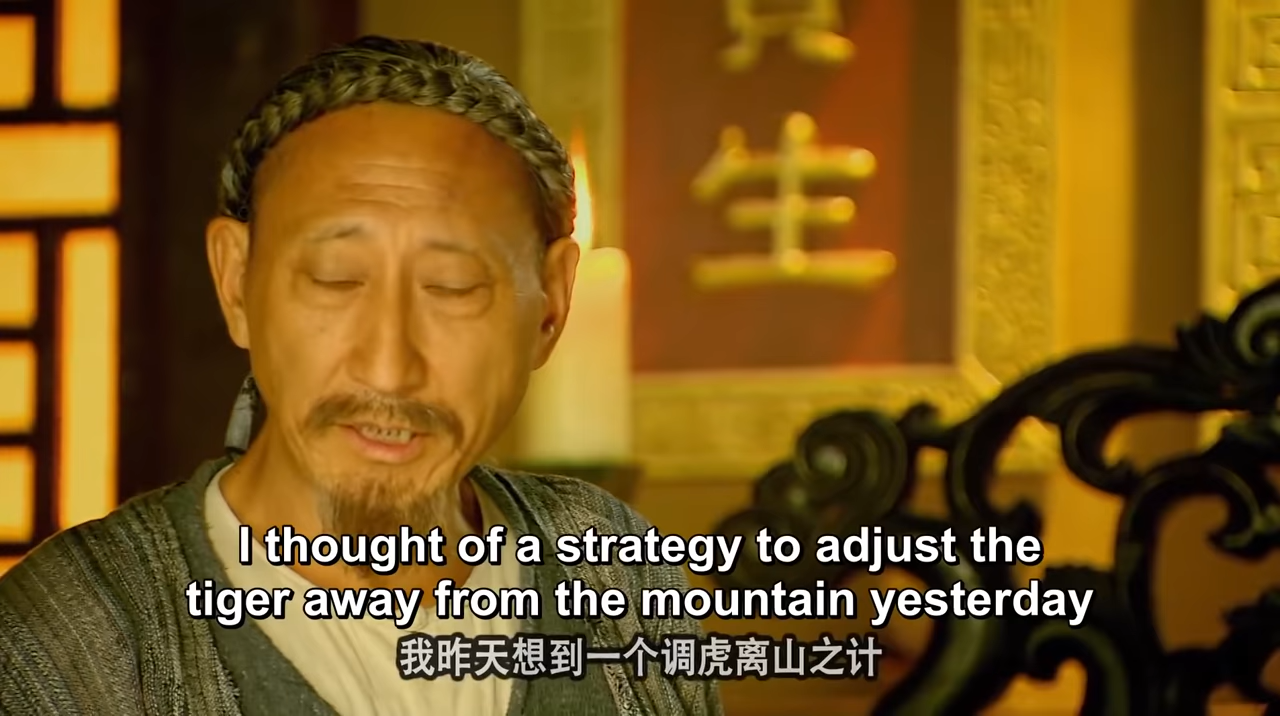 生
I thought of a strategy to adjust the
tiger away from the mountain yesterday
我昨天想到一个调虎离山之计